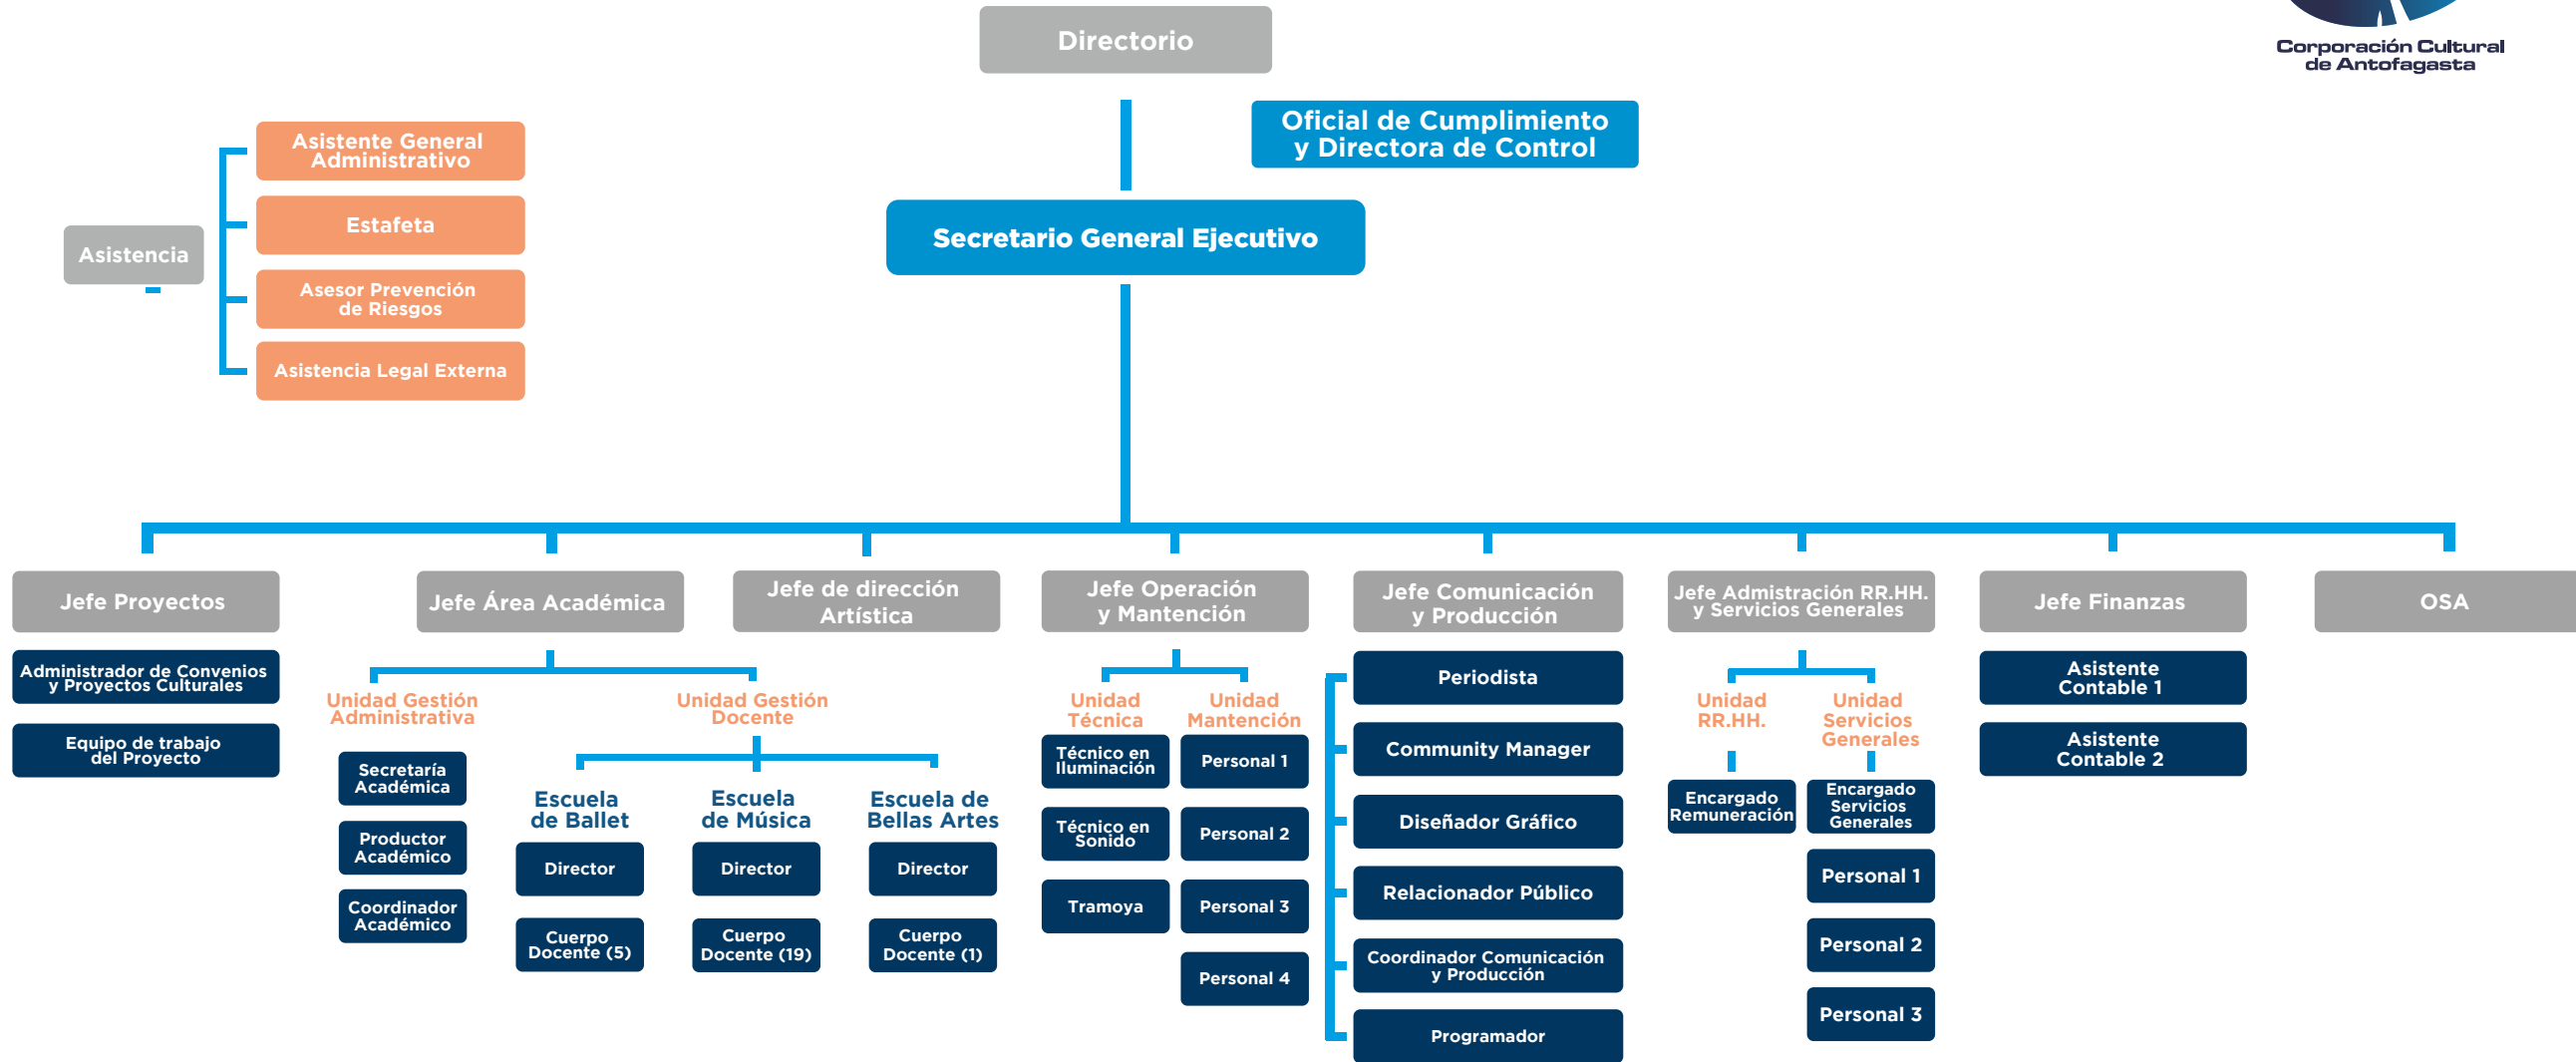 Directorio
Corporación Cultural
de Antofagasta
Oficial de Cumplimiento
y Directora de Control
Secretario General Ejecutivo
Asistencia
Asistente General
Administrativo
Estafeta
Asesor Prevención
de Riesgos
Asistencia Legal Externa
Jefe Proyectos
Administrador de Convenios
y Proyectos Culturales
Equipo de trabajo
del Proyecto
Jefe Área Académica
Unidad Gestión
Administrativa
Secretaría
Académica
Productor
Académico
Coordinador
Académico
Unidad Gestión
Docente
Escuela
de Ballet
Director
Cuerpo
Docente (5)
Escuela
de Música
Director
Cuerpo
Docente (19)
Escuela de
Bellas Artes
Director
Cuerpo
Docente (1)
Jefe de dirección
Artística
Jefe Operación
y Mantención
Unidad
Técnica
Técnico en
Iluminación
Técnico en
Sonido
Tramoya
Unidad
Mantención
Personal 1
Personal 2
Personal 3
Personal 4
Jefe Comunicación
y Producción
Periodista
Community Manager
Diseñador Gráfico
Relacionador Público
Coordinador Comunicación
y Producción
Programador
Jefe Admistración RR.HH.
y Servicios Generales
Unidad
RR.HH.
Encargado
Remuneración
Unidad
Servicios
Generales
Encargado
Servicios
Generales
Personal 1
Personal 2
Personal 3
Jefe Finanzas
Asistente
Contable 1
Asistente
Contable 2
OSA